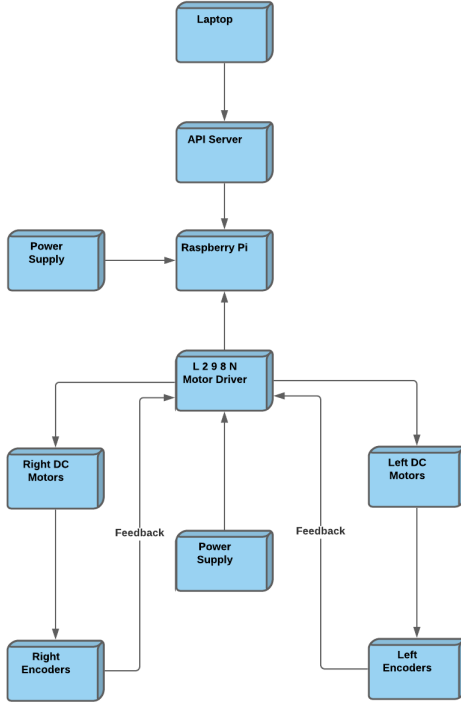 Laptop
API Server
Power
Supply
Raspberry Pi
L 2 9 8 N
Motor Driver
Right DC
Motors
Left DC
Motors
Feedback
Feedback
Power
Supply
Right
Encoders
Left
Encoders